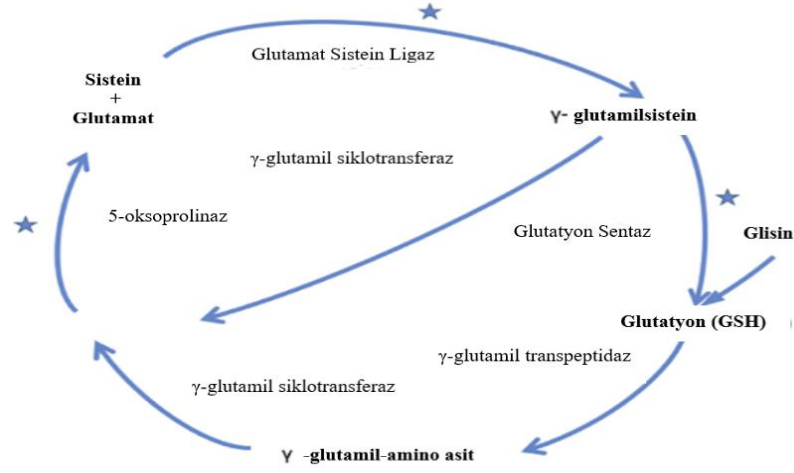 Glutamat Sistein Ligaz
Sistein
+
Glutamat
γ- glutamilsistein
γ-glutamil siklotransferaz
5-oksoprolinaz
Glutatyon Sentaz
Glisin
Glutatyon (GSH)
γ-glutamil transpeptidaz
γ-glutamil siklotransferaz
γ -glutamil-amino asit